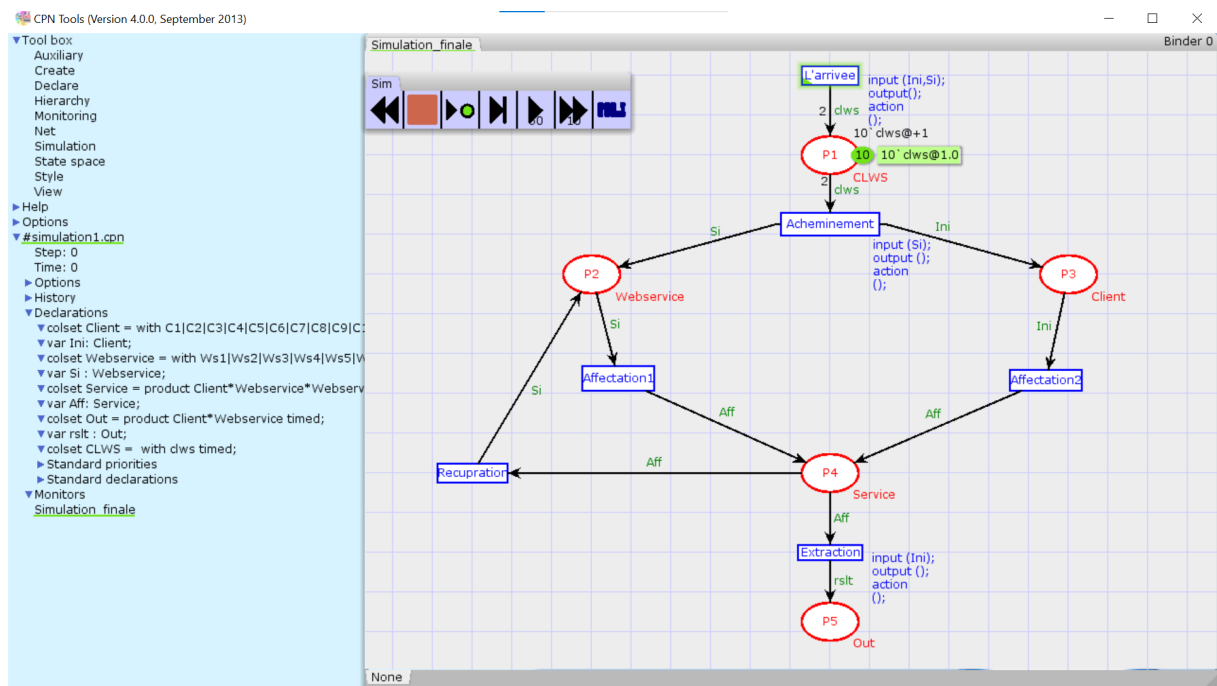 CPN Tools (Version 4.0.0, September 2013)
Tool box
Auxiliary
Create
Declare
Hierarchy
Monitoring
Net
Simulation
State space
Style
View
Help
Options
#simulation1.cpn
Step: 0
Time: 0
Options
History
Declarations
colset Client = with C1|C2|C3|C4|C5|C6|C7|C8|C9|C1
var Ini: Client;
colset Webservice = with Ws1|Ws2|Ws3|Ws4|Ws5|W
var Si : Webservice;
colset Service = product Client*Webservice*Webserv
var Aff: Service;
colset Out = product Client*Webservice timed;
var rslt : Out;
colset CLWS =  with clws timed;
Standard priorities
Standard declarations
Monitors
Simulation_finale
Simulation_finale
Binder 0
Sim
50
10
L'arrivee
input (Ini,Si);
output();
action
();
2
clws
10`clws@+1
P1
10
10`clws@1.0
CLWS
2
clws
Acheminement
input (Si);
output ();
action
();
Si
Ini
P2
Webservice
P3
Client
Si
Ini
Affectation1
Affectation2
Si
Aff
Aff
Recupration
Aff
P4
Service
Aff
Extraction
input (Ini);
output ();
action
();
rslt
P5
Out
None